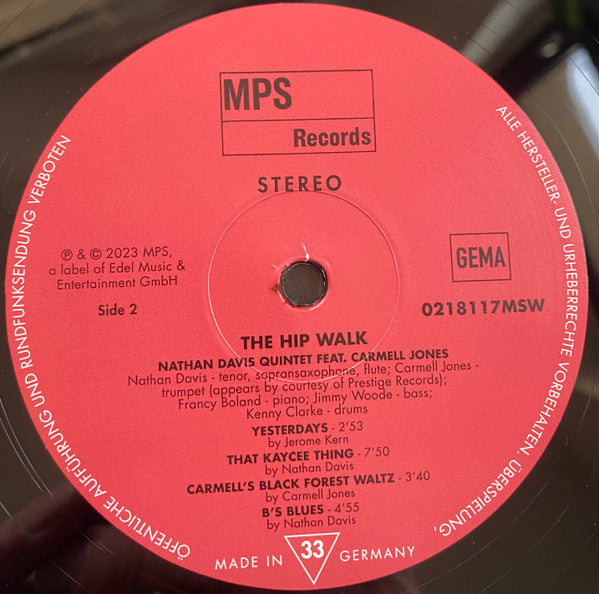 MPS
Records
STEREO
℗ & © 2023 MPS,
a label of Edel Music &
Entertainment GmbH
Side 2
GEMA
0218117MSW
THE HIP WALK
NATHAN DAVIS QUINTET FEAT. CARMELL JONES
Nathan Davis - tenor, sopransaxophone, flute; Carmell Jones -
trumpet (appears by courtesy of Prestige Records);
Francy Boland - piano; Jimmy Woode - bass;
Kenny Clarke - drums
YESTERDAYS - 2'53
by Jerome Kern
THAT KAYCEE THING - 7'50
by Nathan Davis
CARMELL'S BLACK FOREST WALTZ - 3'40
by Carmell Jones
B'S BLUES - 4'55
by Nathan Davis
MADE IN 33 GERMANY
ALLE HERSTELLER- UND URHEBERRECHTE VORBEHALTEN. ÜBERSPIELUNG,
ÖFFENTLICHE AUFFÜHRUNG UND RUNDFUNKSENDUNG VERBOTEN